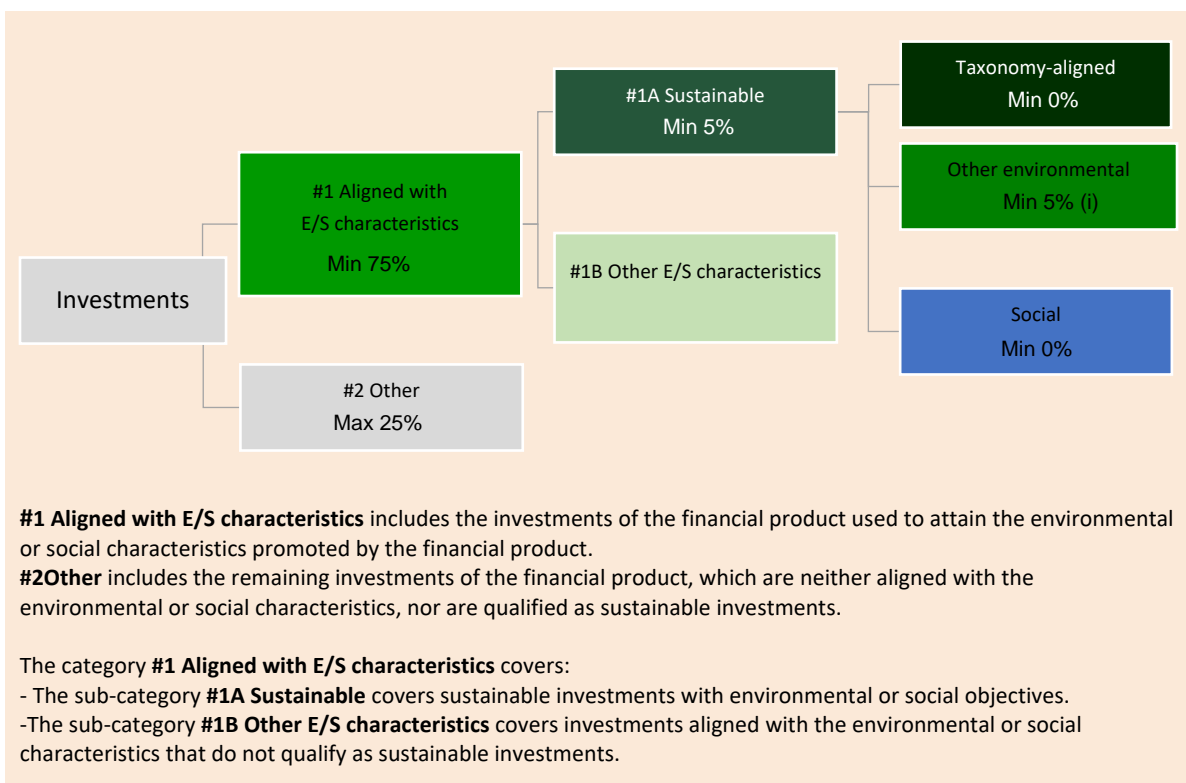 Investments
#1 Aligned with
E/S characteristics
Min 75%
#2 Other
Max 25%
#1A Sustainable
Min 5%
#1B Other E/S characteristics
Taxonomy-aligned
Min 0%
Other environmental
Min 5% (i)
Social
Min 0%
#1 Aligned with E/S characteristics includes the investments of the financial product used to attain the environmental
or social characteristics promoted by the financial product.
#2Other includes the remaining investments of the financial product, which are neither aligned with the
environmental or social characteristics, nor are qualified as sustainable investments.
The category #1 Aligned with E/S characteristics covers:
- The sub-category #1A Sustainable covers sustainable investments with environmental or social objectives.
-The sub-category #1B Other E/S characteristics covers investments aligned with the environmental or social
characteristics that do not qualify as sustainable investments.